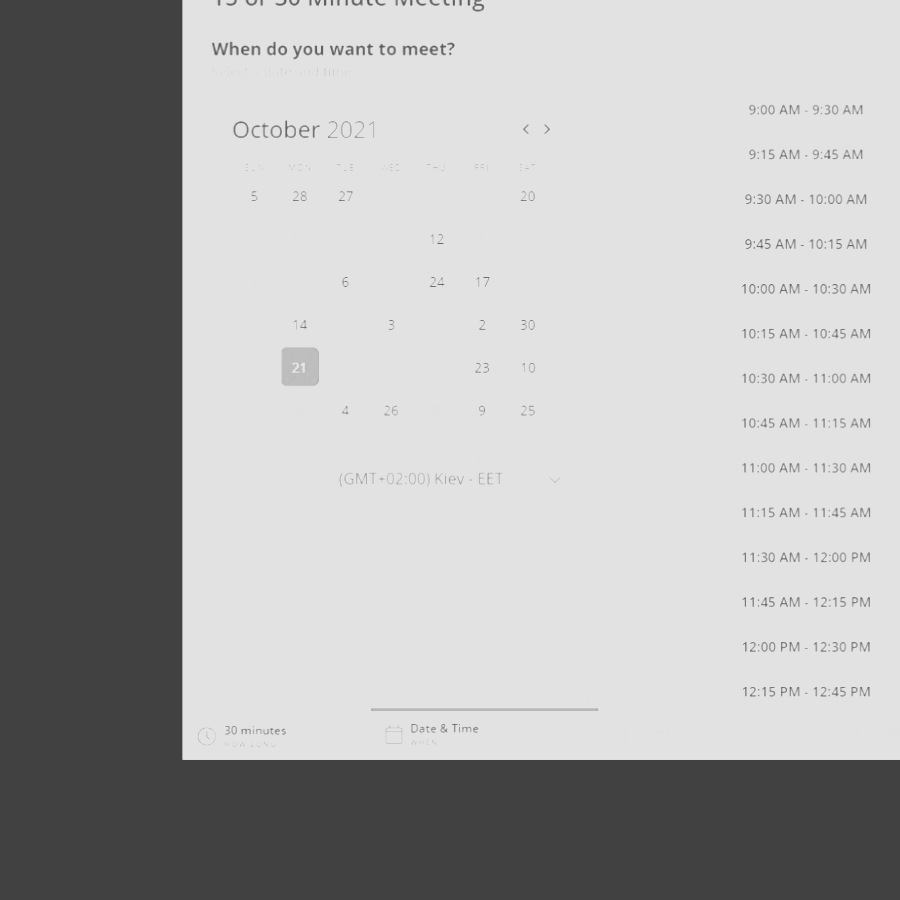 15 or 30 Minute Meeting
When do you want to meet?
October 2021
SUN MON TUE WED THU FRI SAT
5 28 27 20
12
6 24 17
14 3 2 30
21 23 10
4 26 9 25
(GMT+02:00) Kiev - EET
9:00 AM - 9:30 AM
9:15 AM - 9:45 AM
9:30 AM - 10:00 AM
9:45 AM - 10:15 AM
10:00 AM - 10:30 AM
10:15 AM - 10:45 AM
10:30 AM - 11:00 AM
10:45 AM - 11:15 AM
11:00 AM - 11:30 AM
11:15 AM - 11:45 AM
11:30 AM - 12:00 PM
11:45 AM - 12:15 PM
12:00 PM - 12:30 PM
12:15 PM - 12:45 PM
30 minutes
HOW LONG
Date & Time
WHEN